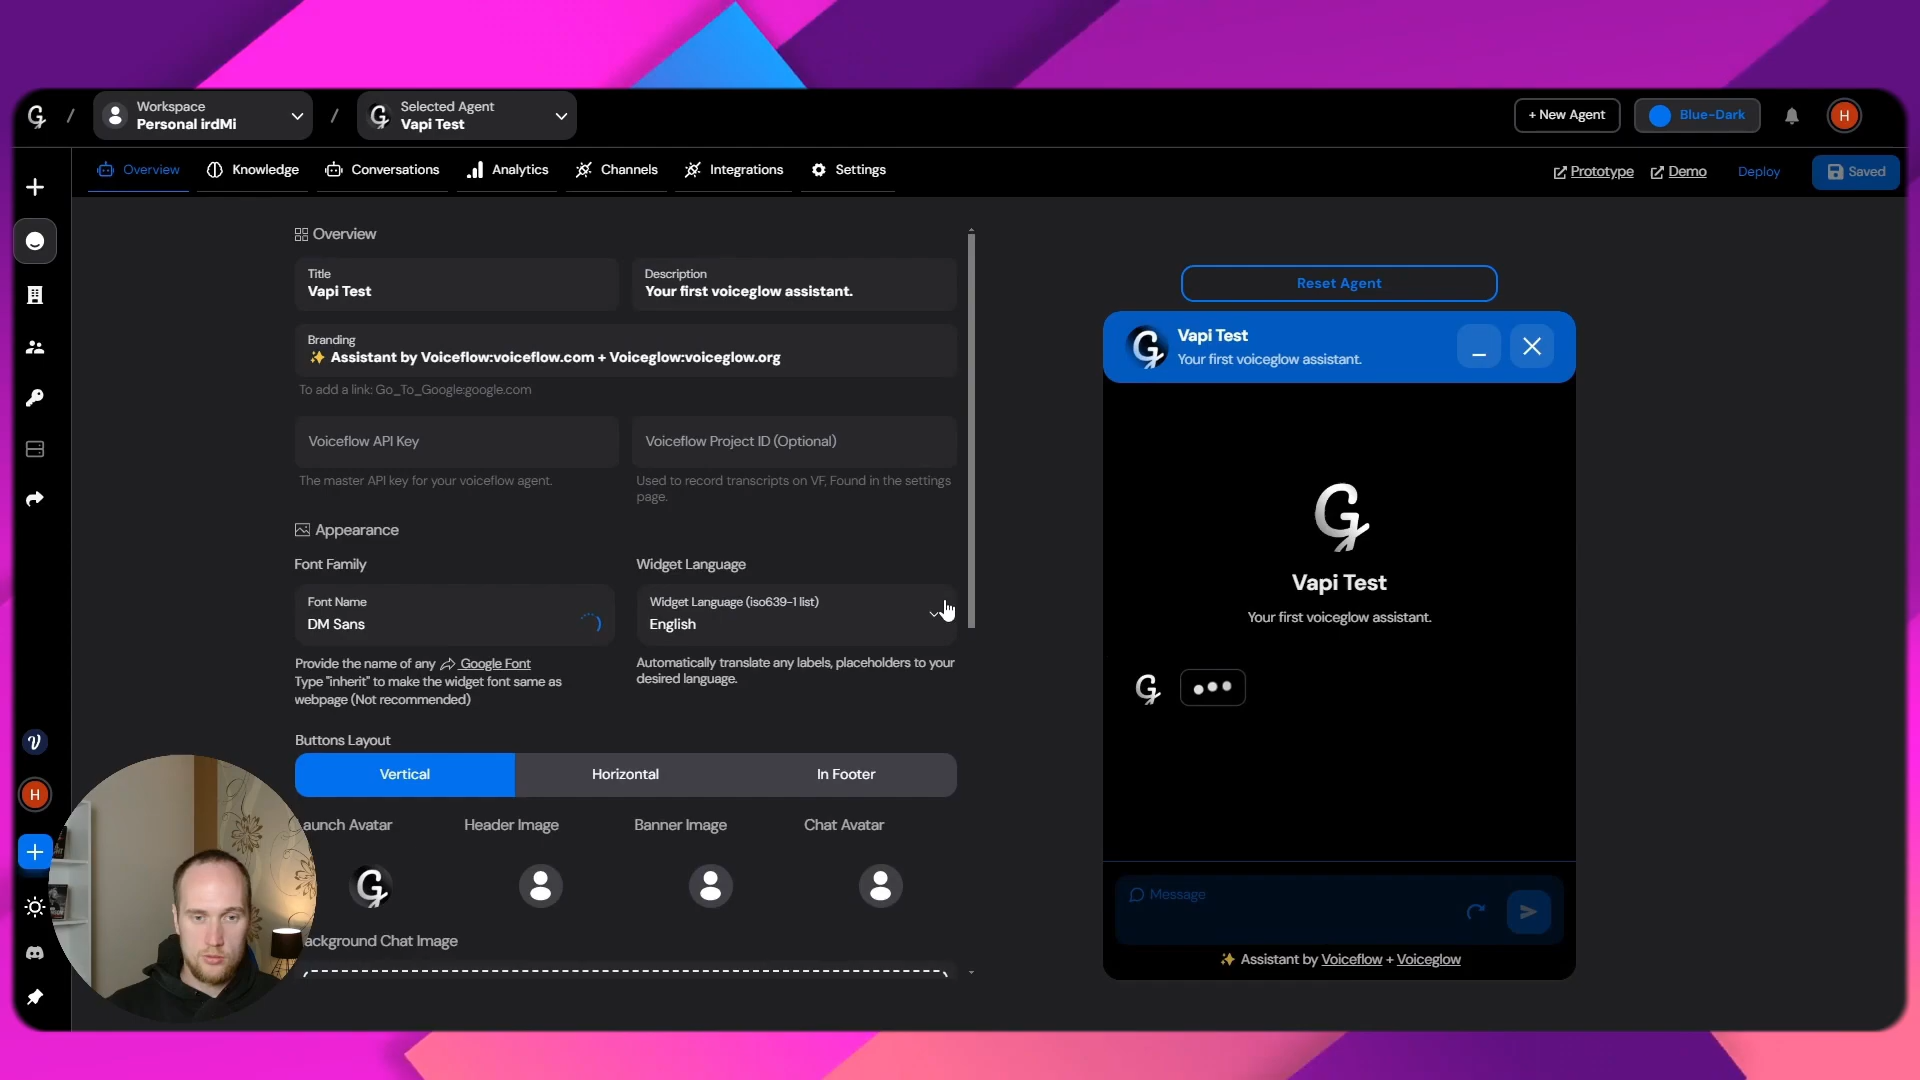 Workspace
Personal irdMi
Selected Agent
Vapi Test
+ New Agent
Blue-Dark
H
Overview
Knowledge
Conversations
Analytics
Channels
Integrations
Settings
Prototype
Demo
Deploy
Saved
Overview
Title
Vapi Test
Description
Your first voiceglow assistant.
Branding
✨ Assistant by Voiceflow:voiceflow.com + Voiceglow:voiceglow.org
To add a link: Go_To_Google:google.com
Voiceflow API Key
Voiceflow Project ID (Optional)
The master API key for your voiceflow agent.
Used to record transcripts on VF, Found in the settings
page.
Appearance
Font Family
Widget Language
Font Name
DM Sans
Widget Language (iso639-1 list)
English
Provide the name of any Google Font
Type "inherit" to make the widget font same as
webpage (Not recommended)
Automatically translate any labels, placeholders to your
desired language.
Buttons Layout
Vertical
Horizontal
In Footer
aunch Avatar
Header Image
Banner Image
Chat Avatar
ackground Chat Image
Reset Agent
Vapi Test
Your first voiceglow assistant.
Vapi Test
Your first voiceglow assistant.
Message
✨ Assistant by Voiceflow + Voiceglow
H